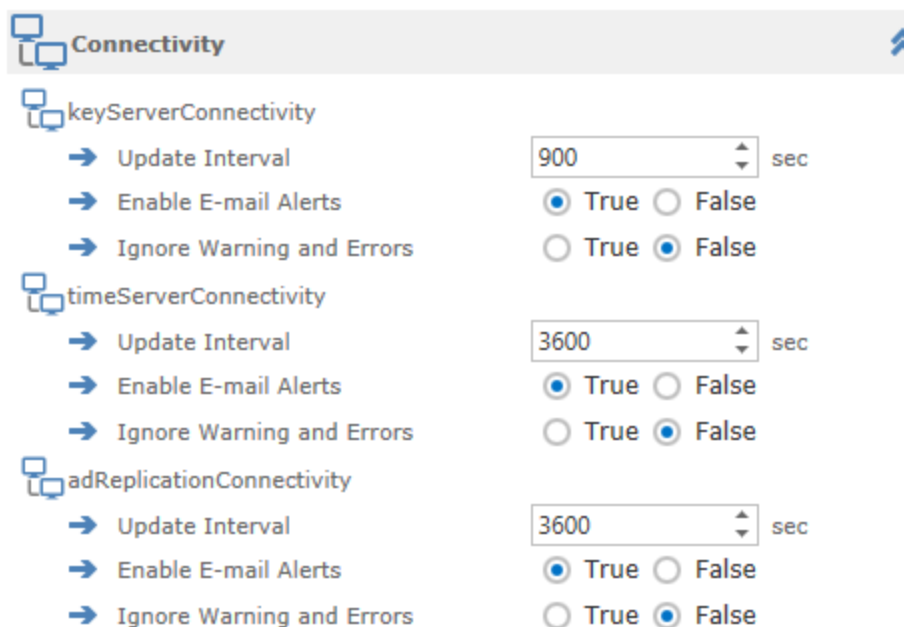 Connectivity
keyServerConnectivity
Update Interval 900 sec
Enable E-mail Alerts True False
Ignore Warning and Errors True False
timeServerConnectivity
Update Interval 3600 sec
Enable E-mail Alerts True False
Ignore Warning and Errors True False
adReplicationConnectivity
Update Interval 3600 sec
Enable E-mail Alerts True False
Ignore Warning and Errors True False